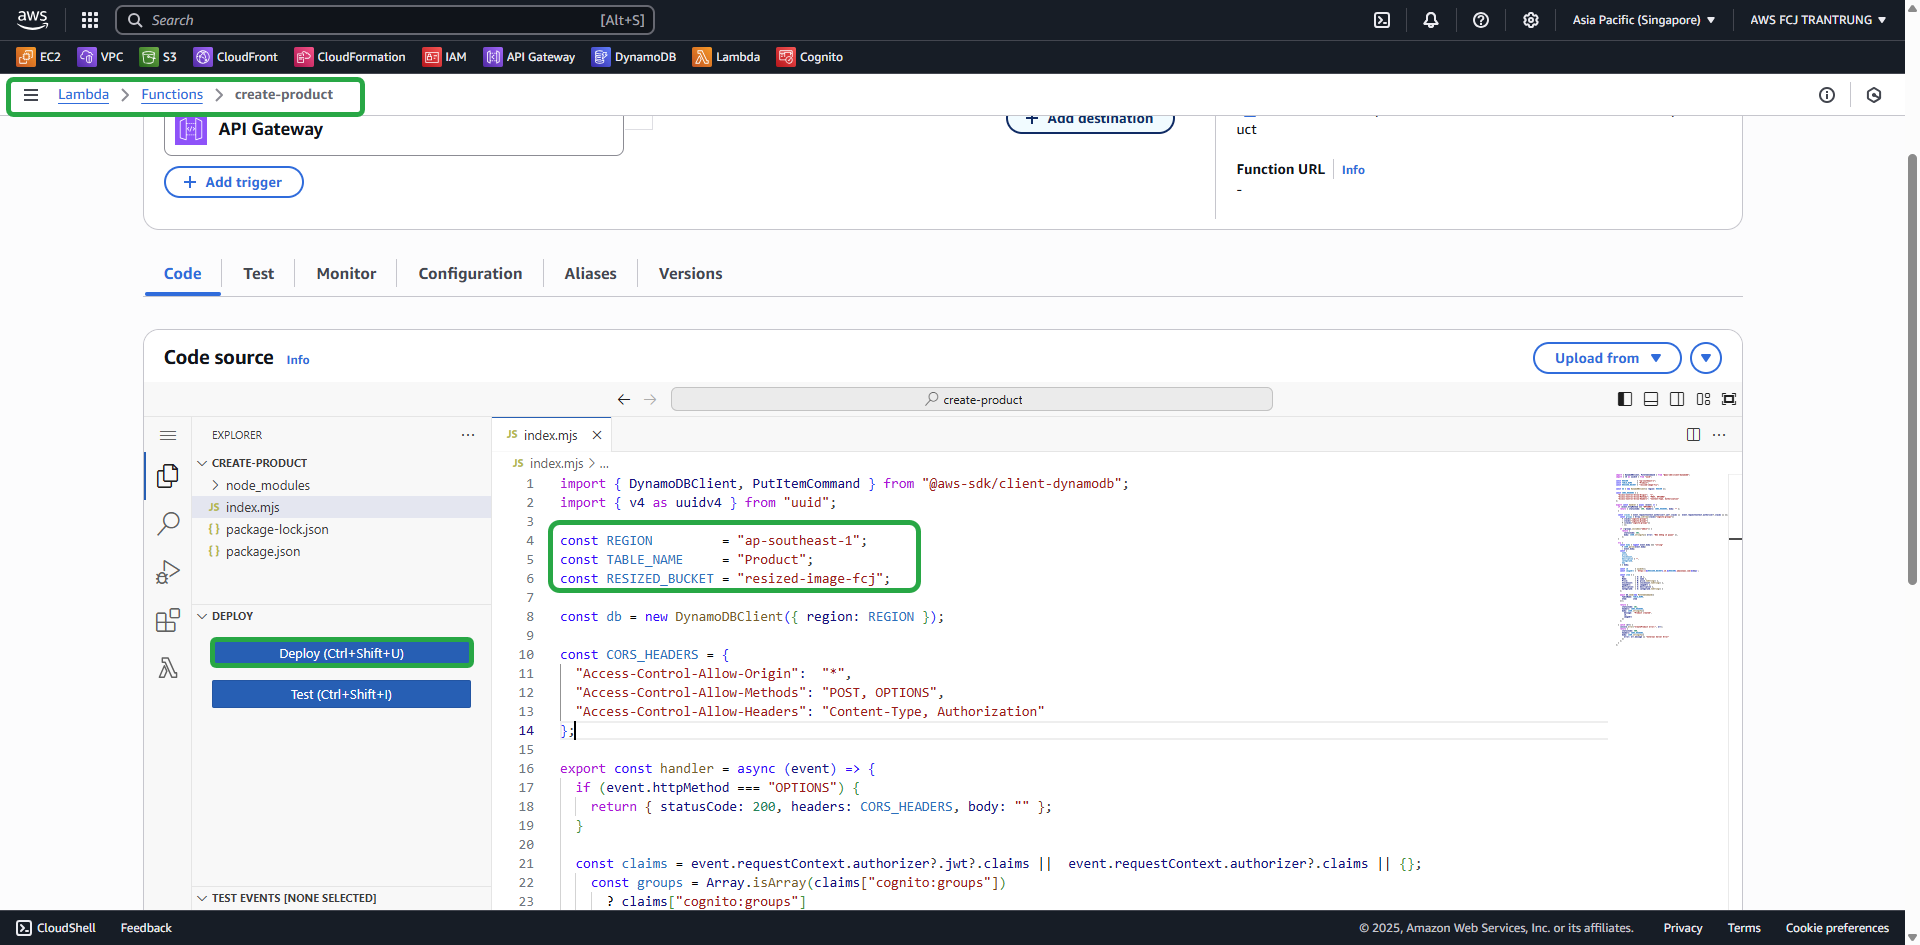 aws
Search [Alt+S]
Asia Pacific (Singapore)
AWS FCJ TRANTRUNG
EC2
VPC
S3
CloudFront
CloudFormation
IAM
API Gateway
DynamoDB
Lambda
Cognito
Lambda > Functions > create-product
API Gateway
+ Add destination
uct
+ Add trigger
Function URL | Info
-
Code
Test
Monitor
Configuration
Aliases
Versions
Code source Info
Upload from
create-product
EXPLORER
CREATE-PRODUCT
node_modules
JS index.mjs
{} package-lock.json
{} package.json
DEPLOY
Deploy (Ctrl+Shift+U)
Test (Ctrl+Shift+I)
TEST EVENTS [NONE SELECTED]
JS index.mjs
JS index.mjs > ...
1 import { DynamoDBClient, PutItemCommand } from "@aws-sdk/client-dynamodb";
2 import { v4 as uuidv4 } from "uuid";
3
4 const REGION         = "ap-southeast-1";
5 const TABLE_NAME     = "Product";
6 const RESIZED_BUCKET = "resized-image-fcj";
7
8 const db = new DynamoDBClient({ region: REGION });
9
10 const CORS_HEADERS = {
11   "Access-Control-Allow-Origin":  "*",
12   "Access-Control-Allow-Methods": "POST, OPTIONS",
13   "Access-Control-Allow-Headers": "Content-Type, Authorization"
14 };
15
16 export const handler = async (event) => {
17   if (event.httpMethod === "OPTIONS") {
18     return { statusCode: 200, headers: CORS_HEADERS, body: "" };
19   }
20
21   const claims = event.requestContext.authorizer?.jwt?.claims ||  event.requestContext.authorizer?.claims || {};
22     const groups = Array.isArray(claims["cognito:groups"])
23       ? claims["cognito:groups"]
CloudShell
Feedback
© 2025, Amazon Web Services, Inc. or its affiliates.
Privacy
Terms
Cookie preferences